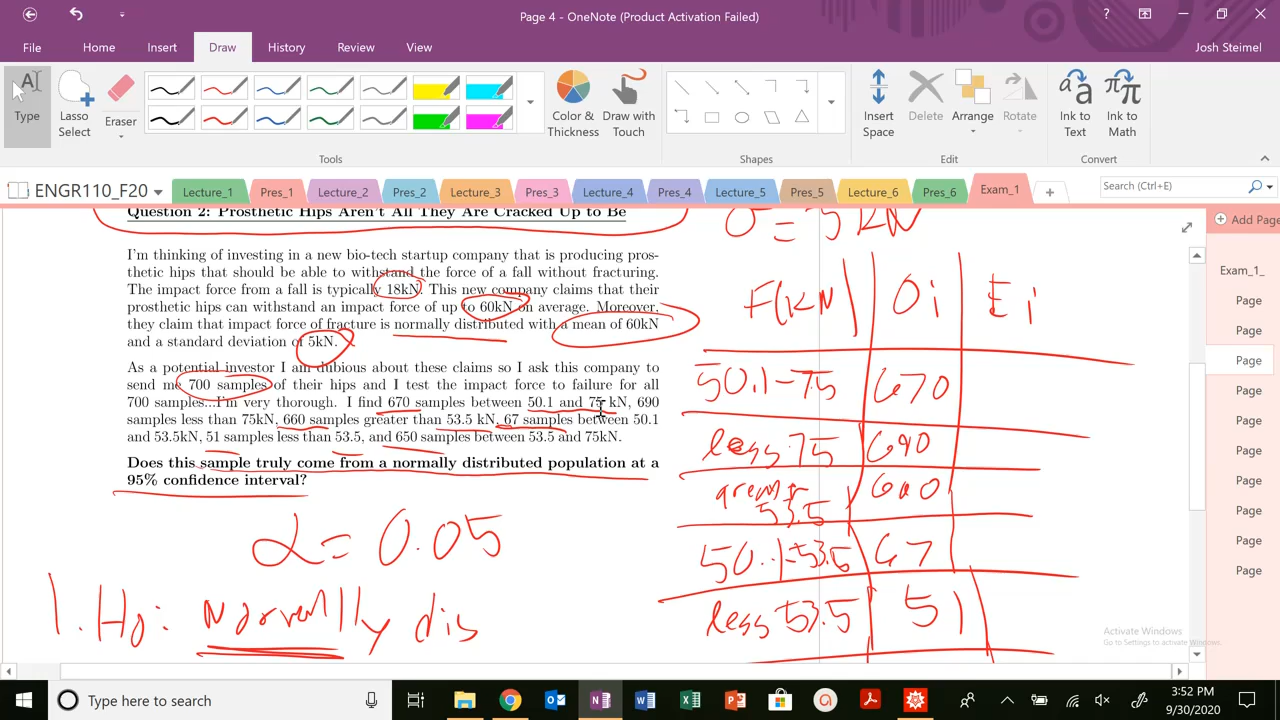 Page 4 - OneNote (Product Activation Failed)
?
File
Home
Insert
Draw
History
Review
View
Josh Steimel
Type
Lasso Select
Eraser
Color & Thickness
Draw with Touch
Insert Space
Delete
Arrange
Rotate
Ink to Text
Ink to Math
Tools
Shapes
Edit
Convert
ENGR110_F20
Lecture_1
Pres_1
Lecture_2
Pres_2
Lecture_3
Pres_3
Lecture_4
Pres_4
Lecture_5
Pres_5
Lecture_6
Pres_6
Exam_1
Search (Ctrl+E)
Add Page
Exam_1_
Page
Page
Page
Page
Page
Page
Page
Page
Page
Page
Question 2: Prosthetic Hips Aren't All They Are Cracked Up to Be
I'm thinking of investing in a new bio-tech startup company that is producing pros-
thetic hips that should be able to withstand the force of a fall without fracturing.
The impact force from a fall is typically 18kN. This new company claims that their
prosthetic hips can withstand an impact force of up to 60kN on average. Moreover,
they claim that impact force of fracture is normally distributed with a mean of 60kN
and a standard deviation of 5kN.
As a potential investor I am dubious about these claims so I ask this company to
send me 700 samples of their hips and I test the impact force to failure for all
700 samples...I'm very thorough. I find 670 samples between 50.1 and 75 kN, 690
samples less than 75kN, 660 samples greater than 53.5 kN, 67 samples between 50.1
and 53.5kN, 51 samples less than 53.5, and 650 samples between 53.5 and 75kN.
Does this sample truly come from a normally distributed population at a
95% confidence interval?
α = 0.05
1. Ho: Normally dis
σ = 5 kN
F(kN) Oi Ei
50.1-75 670
less 75 690
greater 53.5 660
50.1-53.5 67
less 53.5 51
Activate Windows
Go to Settings to activate Windows.
Type here to search
3:52 PM
9/30/2020